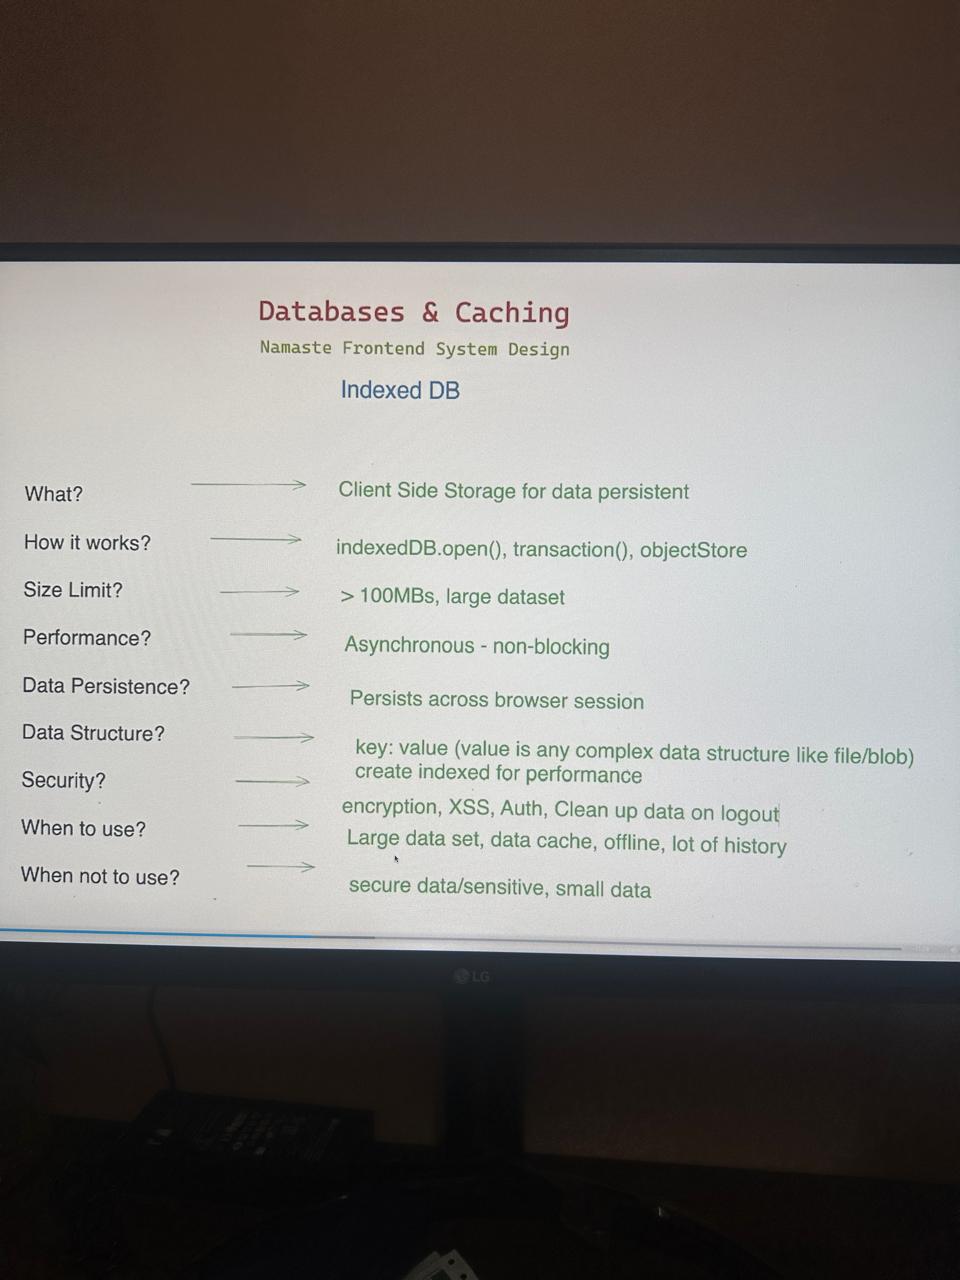 Databases & Caching
Namaste Frontend System Design
Indexed DB
What? Client Side Storage for data persistent
How it works? indexedDB.open(), transaction(), objectStore
Size Limit? > 100MBs, large dataset
Performance? Asynchronous - non-blocking
Data Persistence? Persists across browser session
Data Structure? key: value (value is any complex data structure like file/blob)
create indexed for performance
Security? encryption, XSS, Auth, Clean up data on logout
When to use? Large data set, data cache, offline, lot of history
When not to use? secure data/sensitive, small data
LG